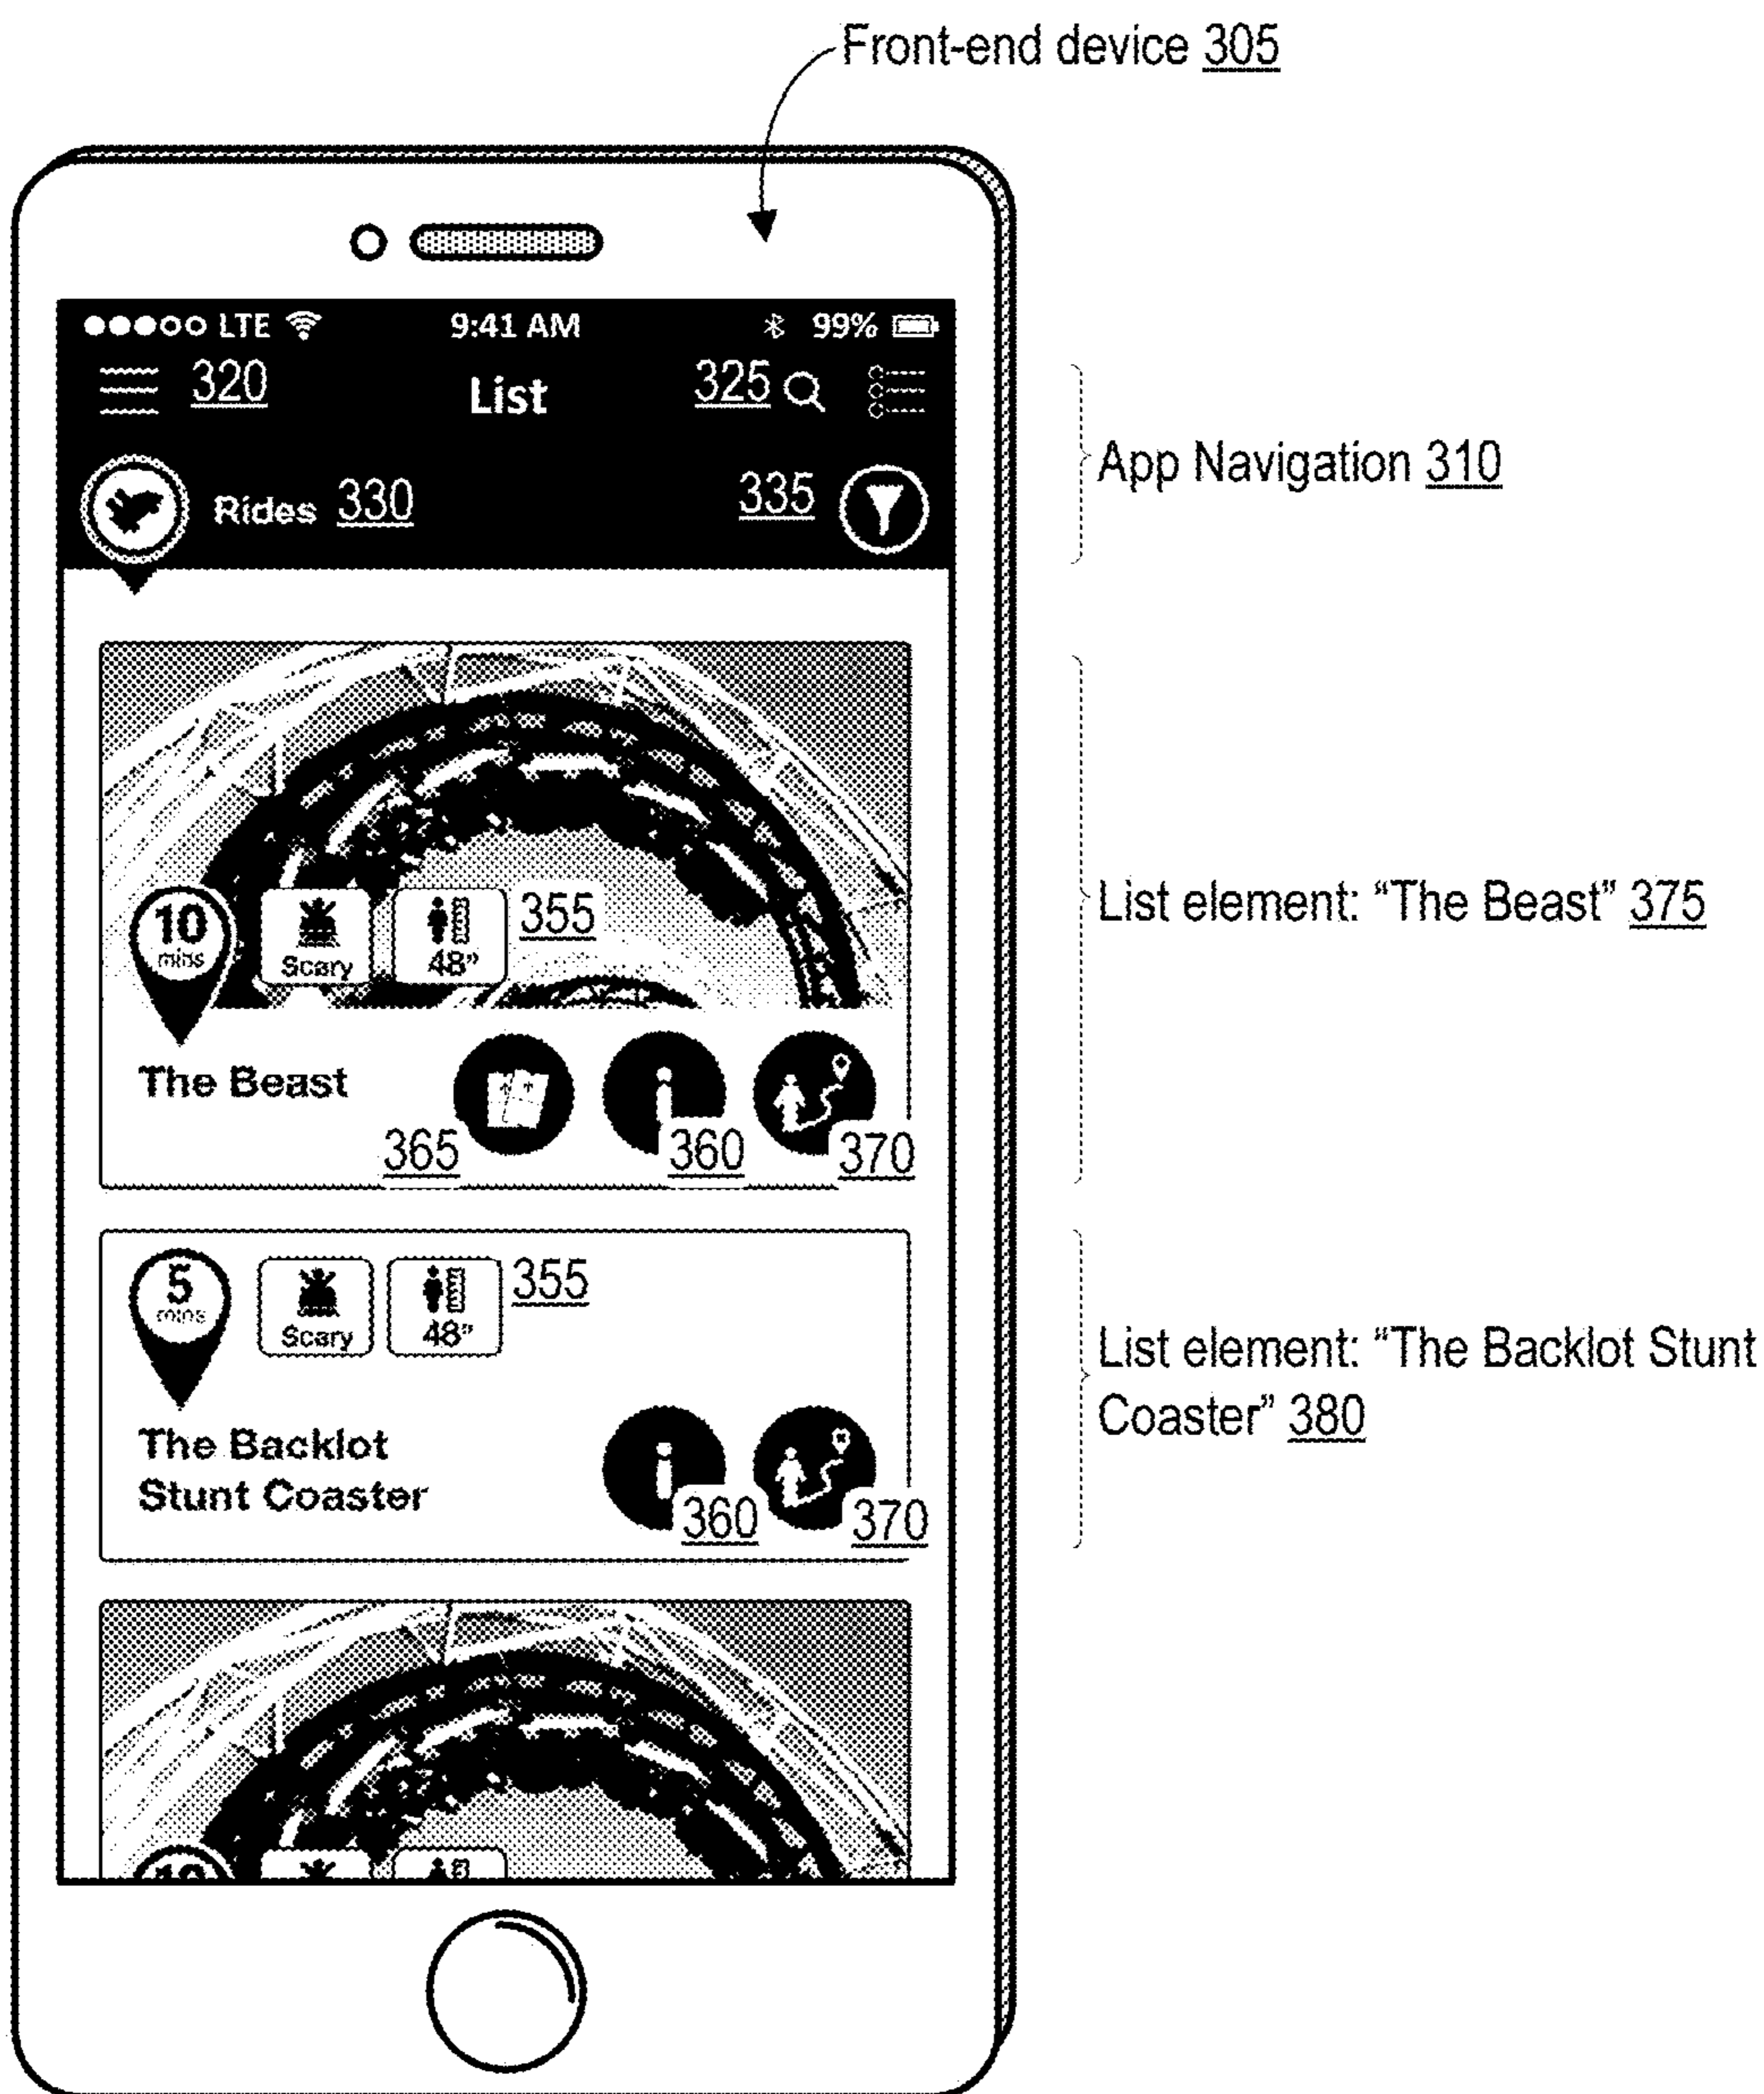 Front-end device 305
LTE 9:41 AM 99%
320 List 325
App Navigation 310
Rides 330 335
List element: “The Beast” 375
10 mins Scary 48” 355
The Beast
365 360 370
5 mins Scary 48” 355
List element: “The Backlot Stunt
Coaster” 380
The Backlot
Stunt Coaster
360 370